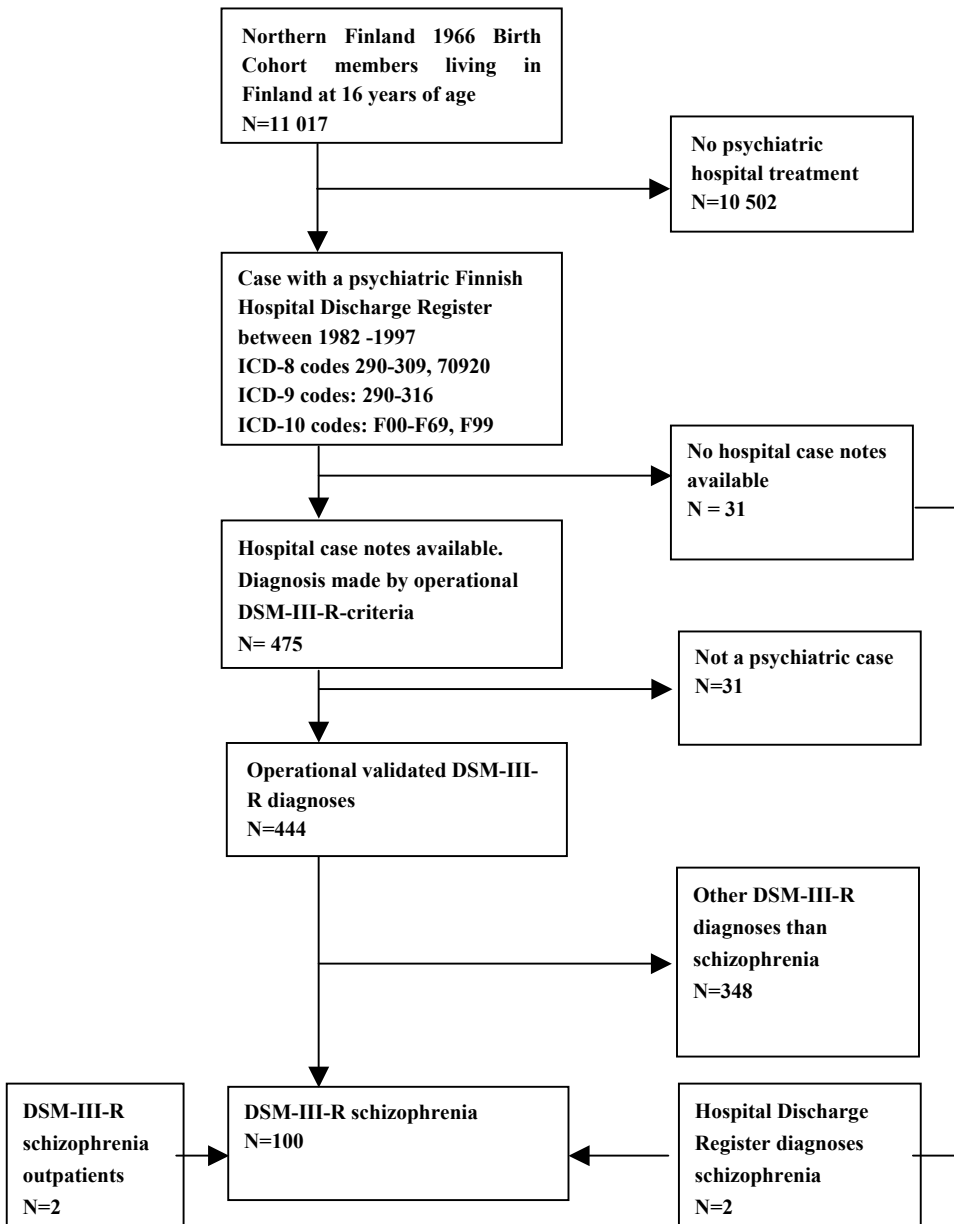 Northern Finland 1966 Birth
Cohort members living in
Finland at 16 years of age
N=11 017
No psychiatric
hospital treatment
N=10 502
Case with a psychiatric Finnish
Hospital Discharge Register
between 1982 -1997
ICD-8 codes 290-309, 70920
ICD-9 codes: 290-316
ICD-10 codes: F00-F69, F99
No hospital case notes
available
N = 31
Hospital case notes available.
Diagnosis made by operational
DSM-III-R-criteria
N= 475
Not a psychiatric case
N=31
Operational validated DSM-III-
R diagnoses
N=444
Other DSM-III-R
diagnoses than
schizophrenia
N=348
DSM-III-R
schizophrenia
outpatients
N=2
DSM-III-R schizophrenia
N=100
Hospital Discharge
Register diagnoses
schizophrenia
N=2